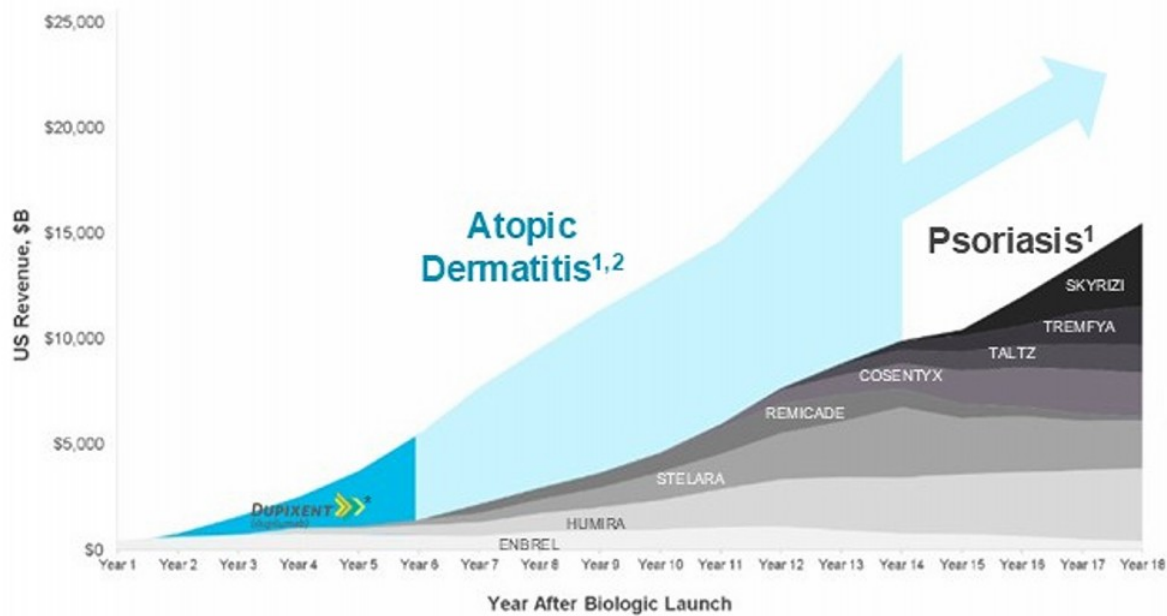 $25,000
$20,000
$15,000
$10,000
$5,000
$0
US Revenue, $B
Atopic
Dermatitis1,2
Psoriasis1
SKYRIZI
TREMFYA
TALTZ
COSENTYX
REMICADE
STELARA
HUMIRA
ENBREL
DUPIXENT*
(dupilumab)
Year 1 Year 2 Year 3 Year 4 Year 5 Year 6 Year 7 Year 8 Year 9 Year 10 Year 11 Year 12 Year 13 Year 14 Year 15 Year 16 Year 17 Year 18
Year After Biologic Launch